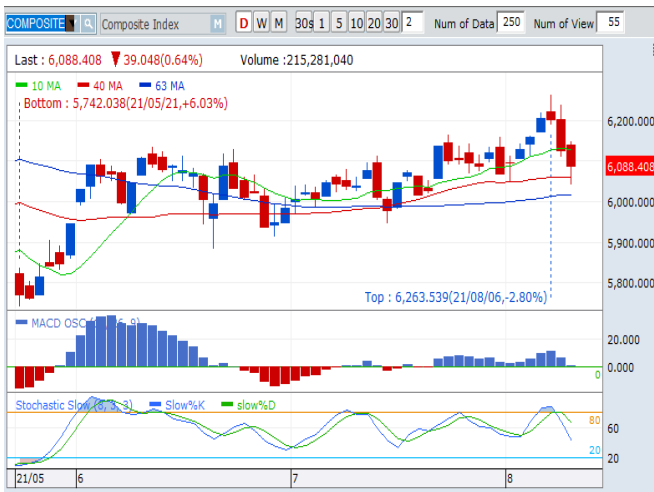 COMPOSITE Composite Index M D W M 30s 1 5 10 20 30 2 Num of Data 250 Num of View 55
Last : 6,088.408 ▼ 39.048(0.64%) Volume :215,281,040
10 MA 40 MA 63 MA
Bottom : 5,742.038(21/05/21,+6.03%)
6,200.000
6,088.408
6,000.000
5,900.000
5,800.000
Top : 6,263.539(21/08/06,-2.80%)
MACD OSC
20.000
0.000
0
Stochastic Slow (8, 3, 3) Slow%K slow%D
80
60
20
20
21/05 6 7 8